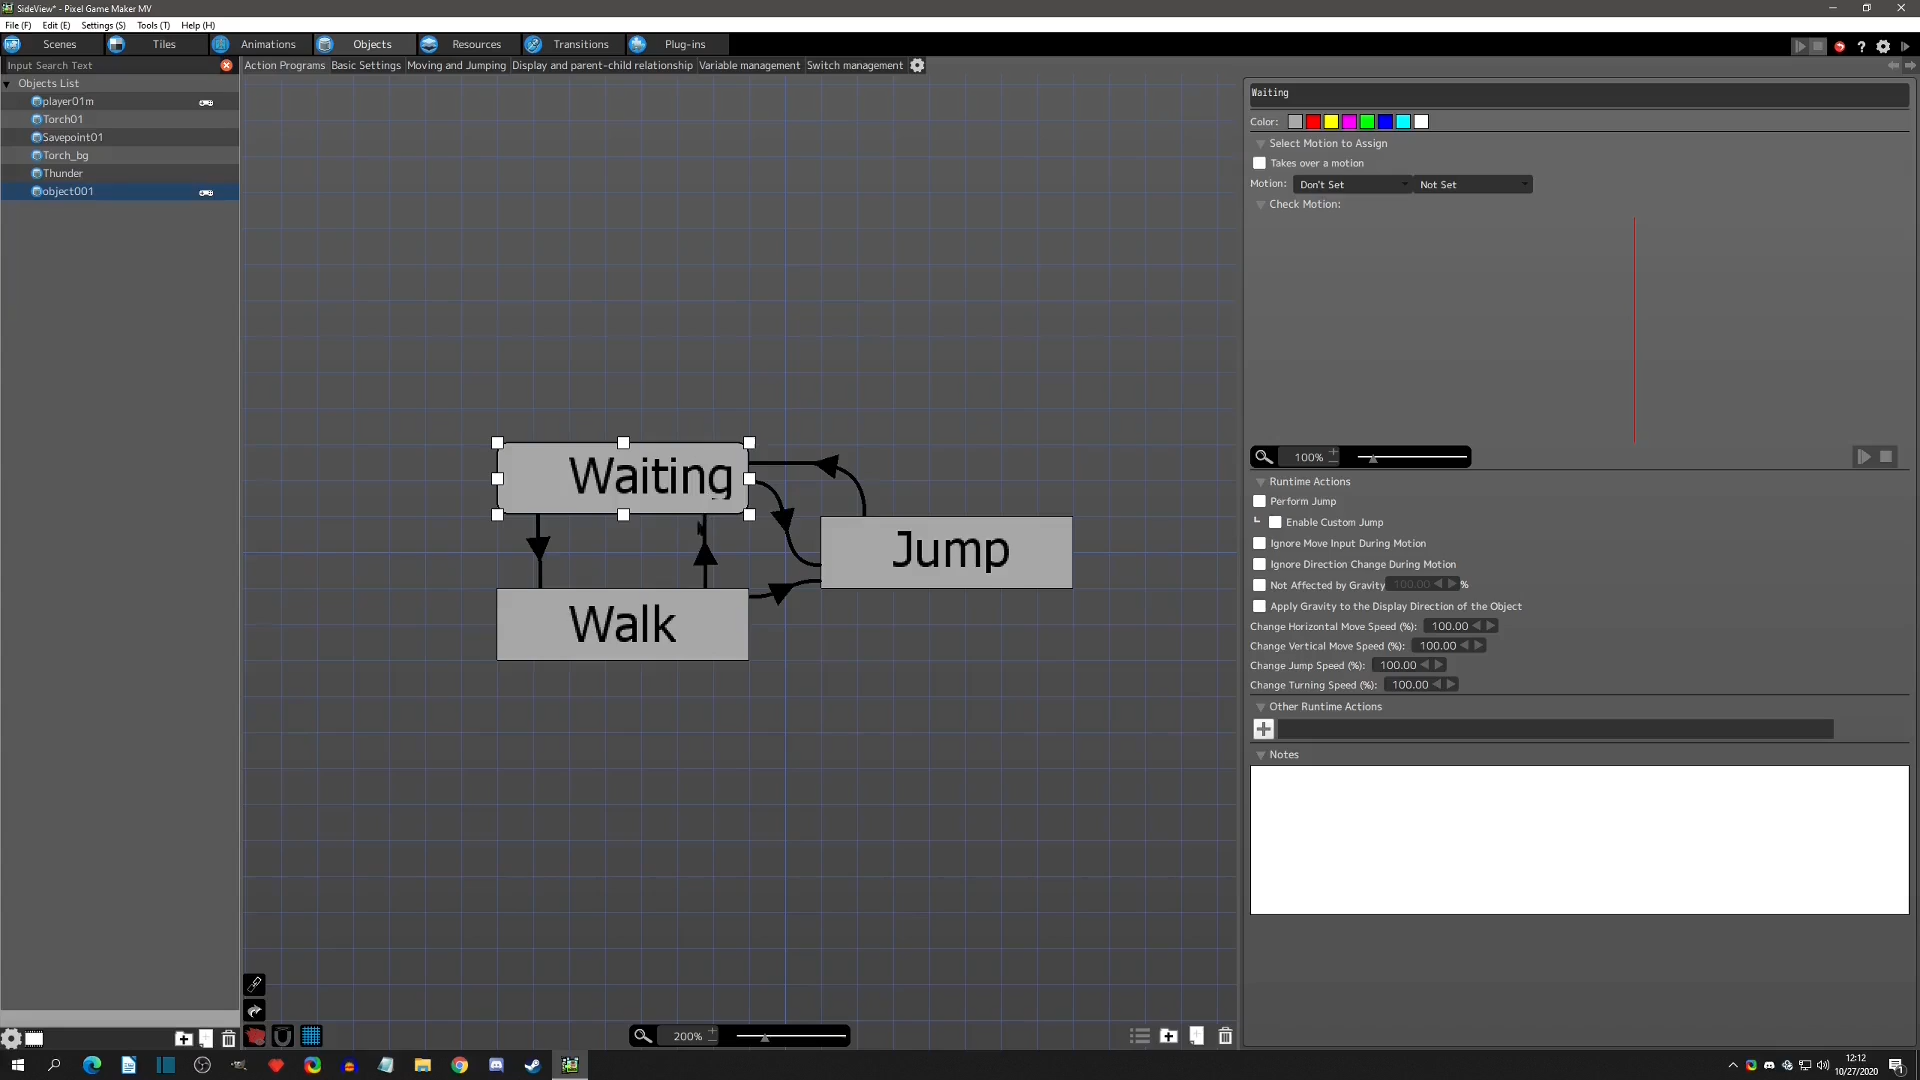 SideView* - Pixel Game Maker MV
File (F) Edit (E) Settings (S) Tools (T) Help (H)
Scenes Tiles Animations Objects Resources Transitions Plug-ins
Input Search Text
Action Programs Basic Settings Moving and Jumping Display and parent-child relationship Variable management Switch management
Objects List
player01m
Torch01
Savepoint01
Torch_bg
Thunder
object001
Waiting
Walk
Jump
200%
Waiting
Color:
Select Motion to Assign
Takes over a motion
Motion: Don't Set Not Set
Check Motion:
100%
Runtime Actions
Perform Jump
Enable Custom Jump
Ignore Move Input During Motion
Ignore Direction Change During Motion
Not Affected by Gravity 100.00 %
Apply Gravity to the Display Direction of the Object
Change Horizontal Move Speed (%): 100.00
Change Vertical Move Speed (%): 100.00
Change Jump Speed (%): 100.00
Change Turning Speed (%): 100.00
Other Runtime Actions
Notes
12:12
10/27/2020